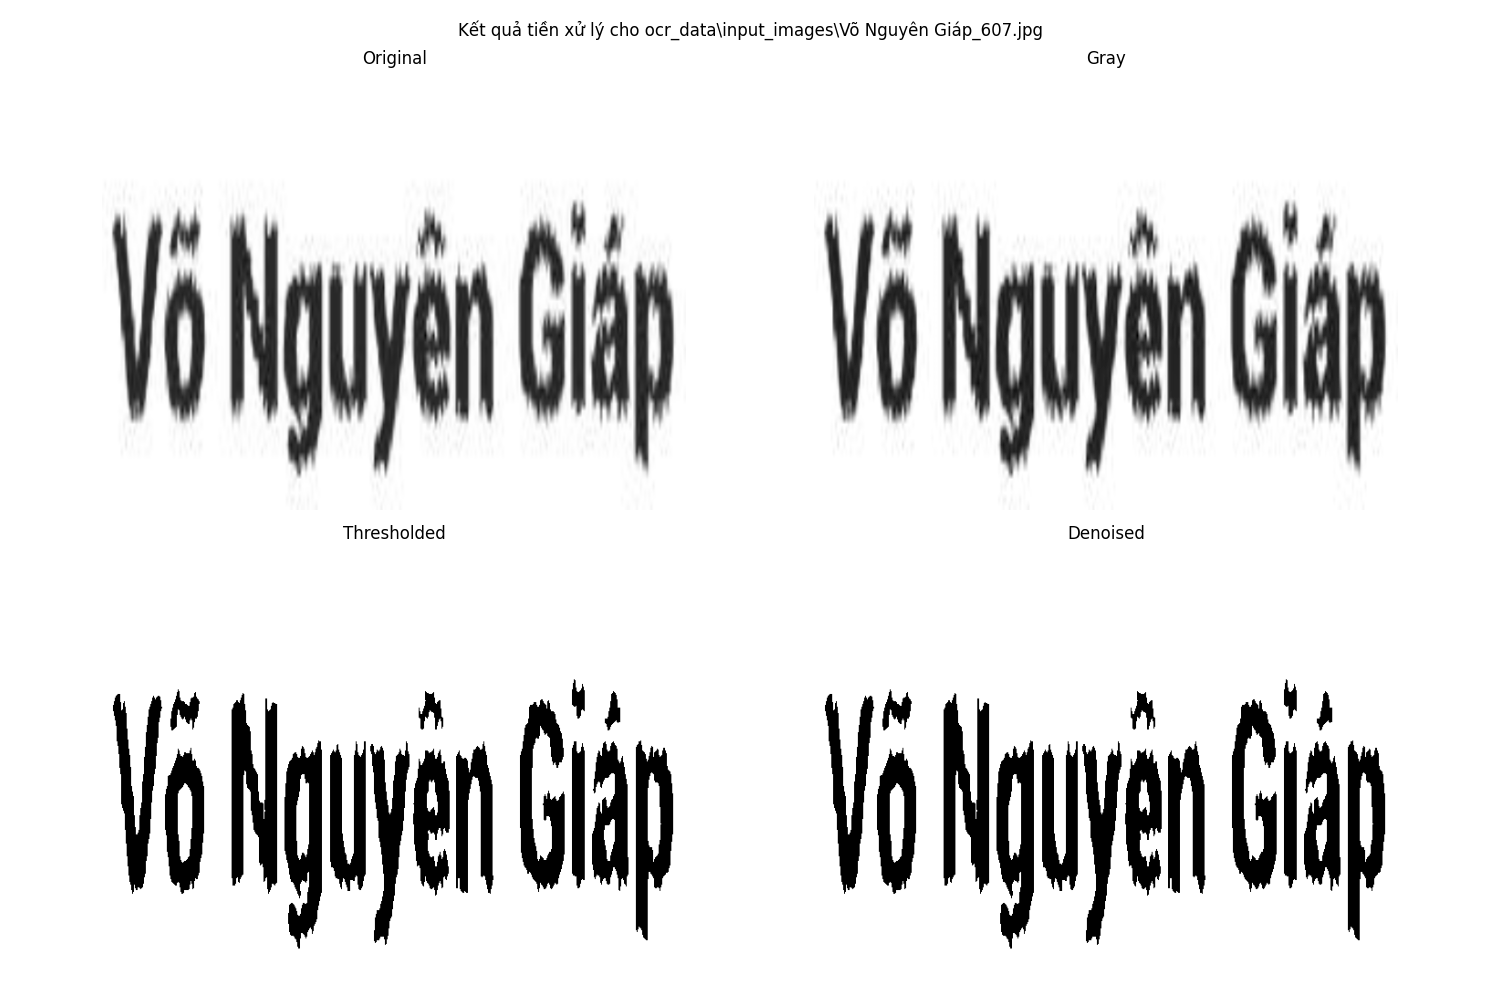 Kết quả tiền xử lý cho ocr_data\input_images\Võ Nguyên Giáp_607.jpg
Original
Gray
Võ Nguyên Giáp
Võ Nguyên Giáp
Thresholded
Denoised
Võ Nguyên Giáp
Võ Nguyên Giáp